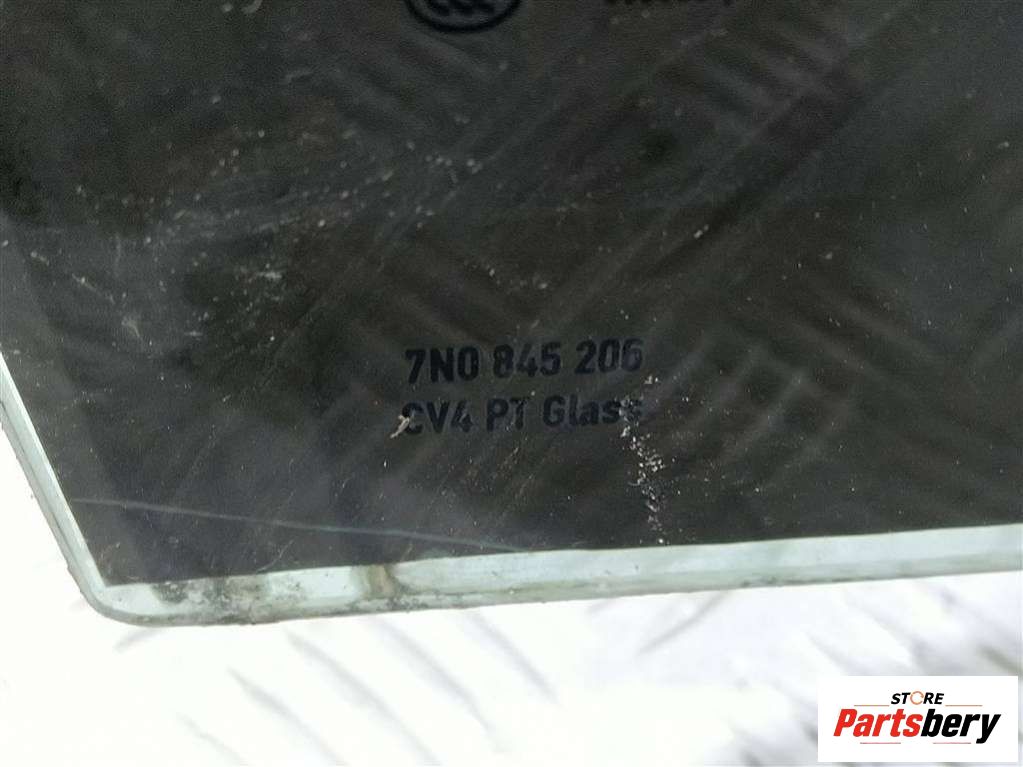 7N0 845 206
CV4 PT Glass
STORE
Partsbery